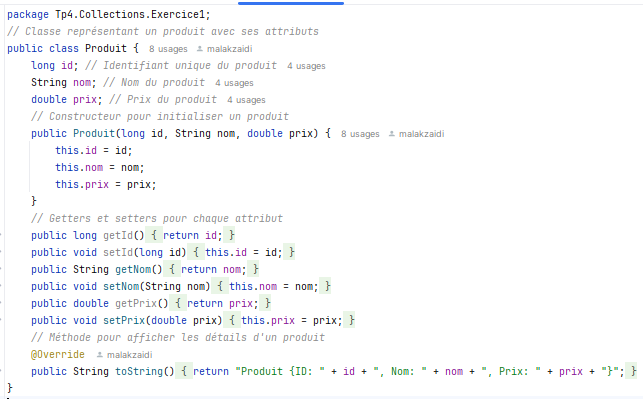 package Tp4.Collections.Exercice1;
// Classe représentant un produit avec ses attributs
public class Produit {  8 usages  malakzaidi
    long id; // Identifiant unique du produit  4 usages
    String nom; // Nom du produit  4 usages
    double prix; // Prix du produit  4 usages
    // Constructeur pour initialiser un produit
    public Produit(long id, String nom, double prix) {  8 usages  malakzaidi
        this.id = id;
        this.nom = nom;
        this.prix = prix;
    }
    // Getters et setters pour chaque attribut
    public long getId() { return id; }
    public void setId(long id) { this.id = id; }
    public String getNom() { return nom; }
    public void setNom(String nom) { this.nom = nom; }
    public double getPrix() { return prix; }
    public void setPrix(double prix) { this.prix = prix; }
    // Méthode pour afficher les détails d'un produit
    @Override  malakzaidi
    public String toString() { return "Produit {ID: " + id + ", Nom: " + nom + ", Prix: " + prix + "}"; }
}